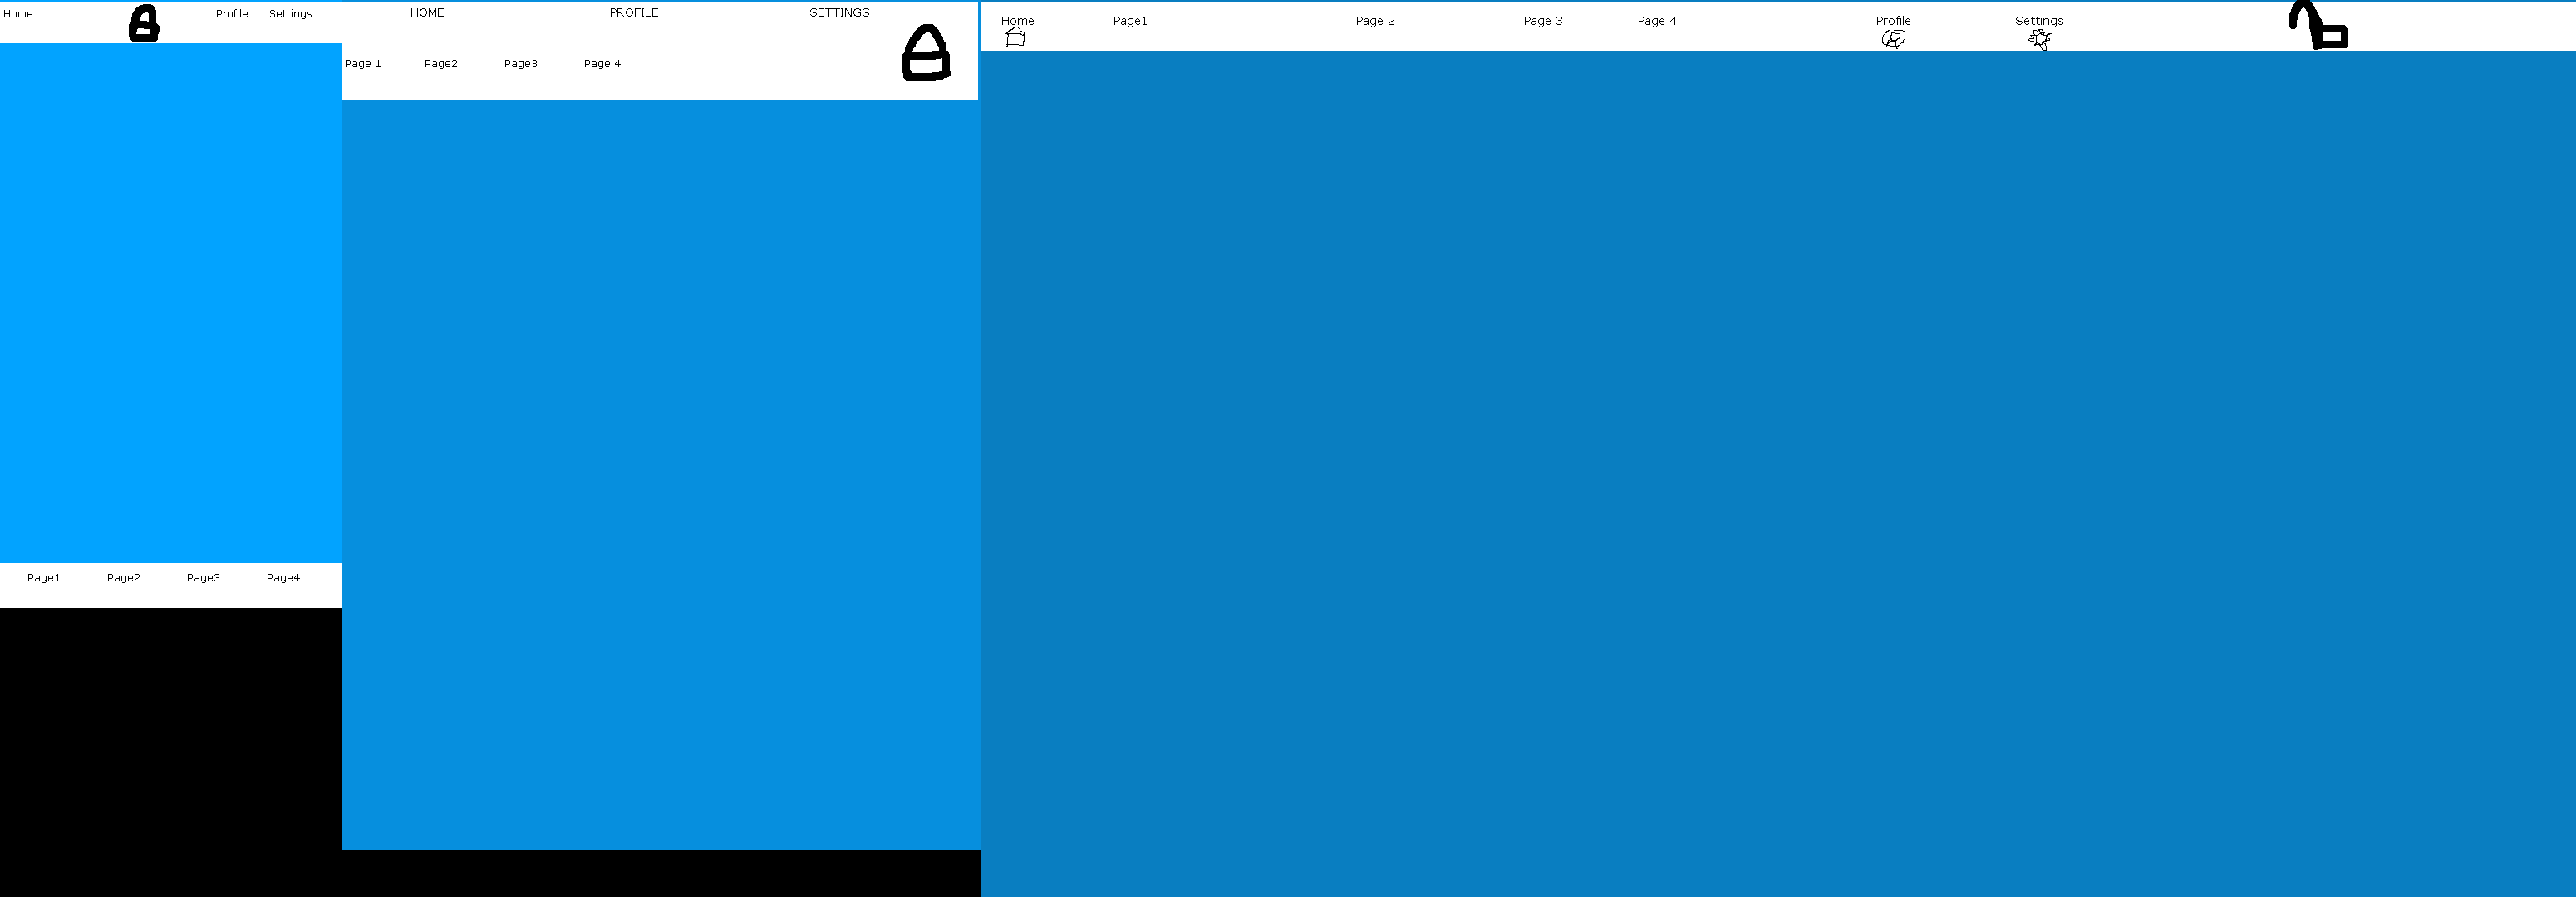 Home Profile Settings
Page1 Page2 Page3 Page4
HOME PROFILE SETTINGS
Page 1 Page2 Page3 Page 4
Home Page1 Page 2 Page 3 Page 4 Profile Settings